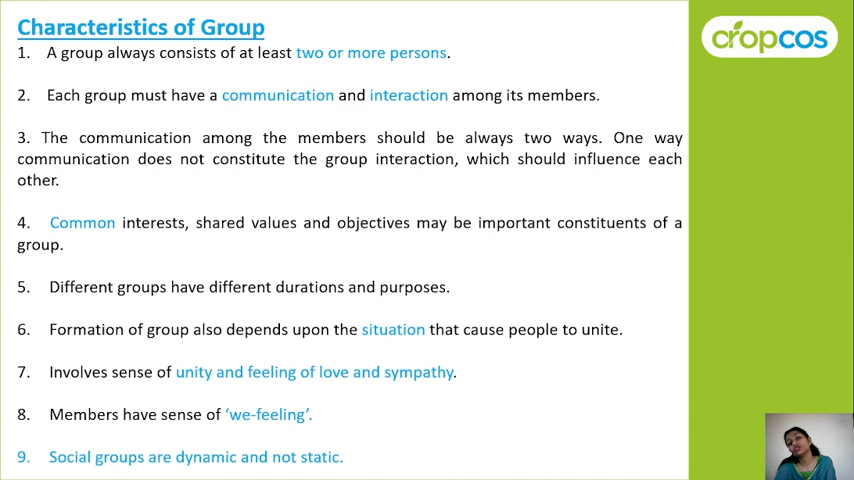 Characteristics of Group
cropcos
1. A group always consists of at least two or more persons.
2. Each group must have a communication and interaction among its members.
3. The communication among the members should be always two ways. One way
communication does not constitute the group interaction, which should influence each
other.
4. Common interests, shared values and objectives may be important constituents of a
group.
5. Different groups have different durations and purposes.
6. Formation of group also depends upon the situation that cause people to unite.
7. Involves sense of unity and feeling of love and sympathy.
8. Members have sense of ‘we-feeling’.
9. Social groups are dynamic and not static.